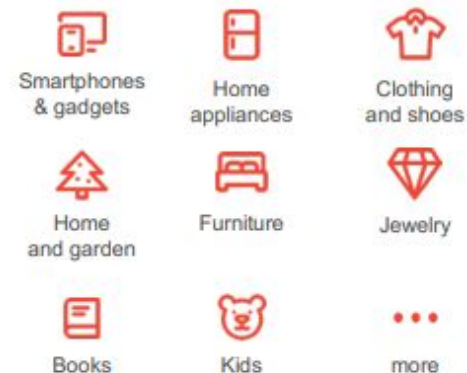 Smartphones
& gadgets
Home
appliances
Clothing
and shoes
Home
and garden
Furniture
Jewelry
Books
Kids
more